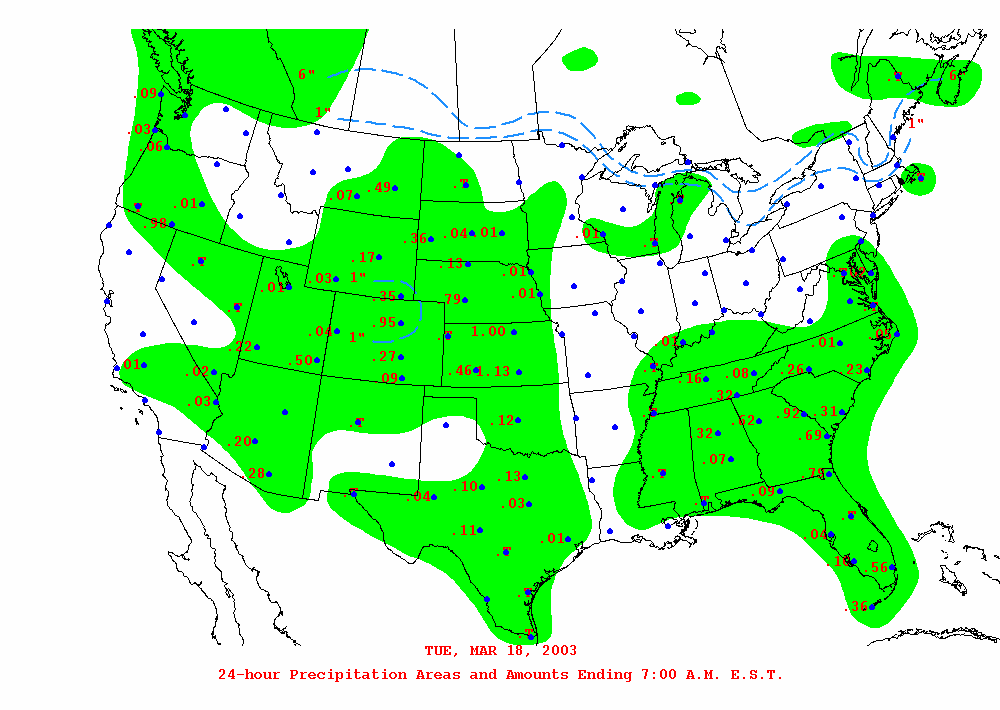 6" 6
.09 1" 1"
.03
.06
.T
.49
.07
.01
.98 .36 .04 .01 .01 .T
.T .17 .13
.01 .03 1" .01
.35 .79 .01
.T
.04 .95 .T 1.00
.22 1" .01 .01 .05
.01 .50 .27 .46 1.13 .08 .26 .23
.02 .09 .16
.03 .32
.T .12 .T .62 .92 .31
.20 .32 .69
.28 .13 .T .07 .79
.T .04 .10 .03 .T .09
.11 .T .01 .T .04
.56
.T .36
.T
TUE, MAR 18, 2003
24-hour Precipitation Areas and Amounts Ending 7:00 A.M. E.S.T.